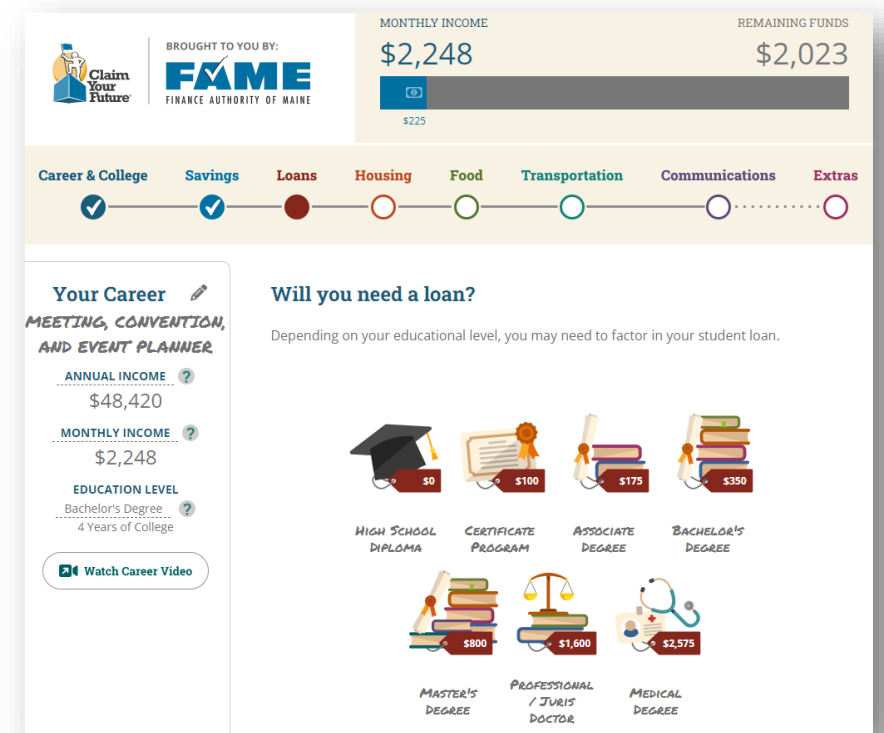 Claim
Your
Future®
BROUGHT TO YOU BY:
FAME
FINANCE AUTHORITY OF MAINE
MONTHLY INCOME
$2,248
REMAINING FUNDS
$2,023
$225
Career & College
Savings
Loans
Housing
Food
Transportation
Communications
Extras
Your Career
MEETING, CONVENTION,
AND EVENT PLANNER
ANNUAL INCOME ?
$48,420
MONTHLY INCOME ?
$2,248
EDUCATION LEVEL
Bachelor's Degree ?
4 Years of College
Watch Career Video
Will you need a loan?
Depending on your educational level, you may need to factor in your student loan.
$0
$100
$175
$350
HIGH SCHOOL
DIPLOMA
CERTIFICATE
PROGRAM
ASSOCIATE
DEGREE
BACHELOR'S
DEGREE
$800
$1,600
$2,575
MASTER'S
DEGREE
PROFESSIONAL
/ JURIS
DOCTOR
MEDICAL
DEGREE